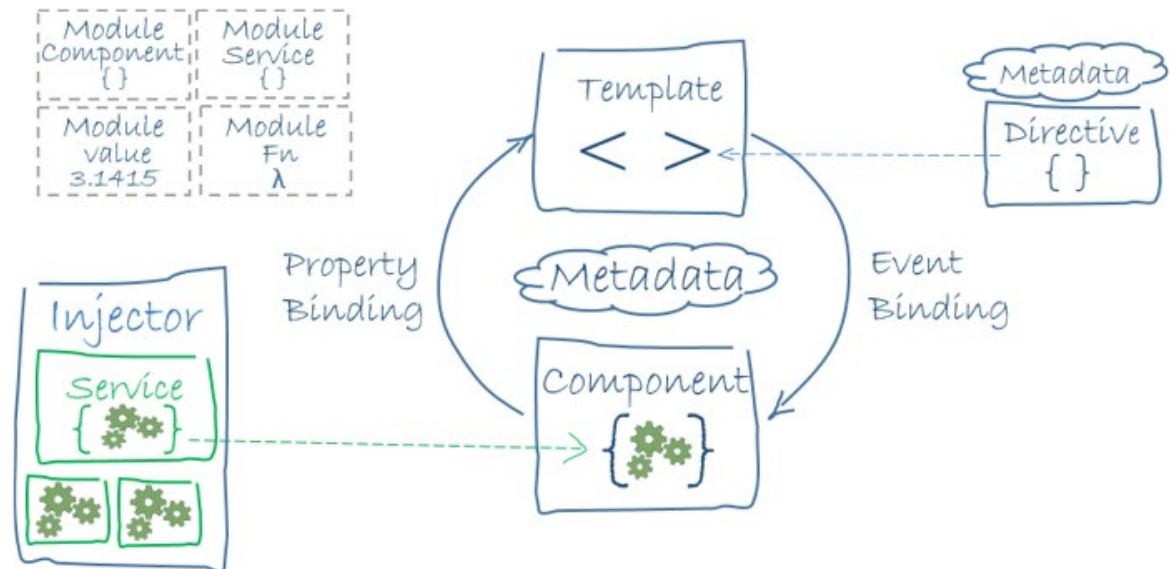 Module
Component
{ }
Module
Service
{ }
Module
value
3.1415
Module
Fn
λ
Template
< >
Metadata
Directive
{ }
Property
Binding
Metadata
Event
Binding
Injector
Service
{ }
Component
{ }